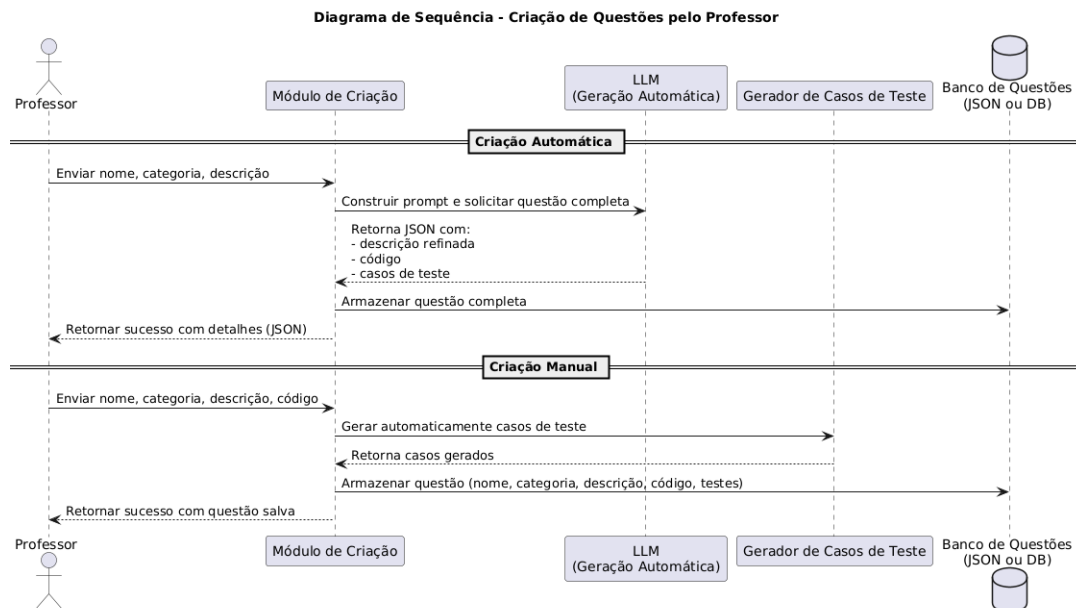 Diagrama de Sequência - Criação de Questões pelo Professor
Professor
Módulo de Criação
LLM
(Geração Automática)
Gerador de Casos de Teste
Banco de Questões
(JSON ou DB)
Criação Automática
Enviar nome, categoria, descrição
Construir prompt e solicitar questão completa
Retorna JSON com:
- descrição refinada
- código
- casos de teste
Armazenar questão completa
Retornar sucesso com detalhes (JSON)
Criação Manual
Enviar nome, categoria, descrição, código
Gerar automaticamente casos de teste
Retorna casos gerados
Armazenar questão (nome, categoria, descrição, código, testes)
Retornar sucesso com questão salva
Professor
Módulo de Criação
LLM
(Geração Automática)
Gerador de Casos de Teste
Banco de Questões
(JSON ou DB)